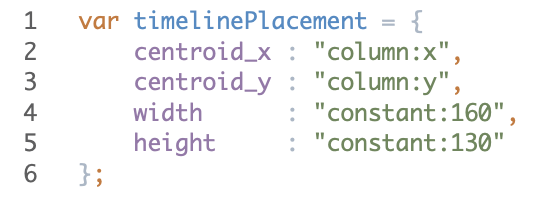 1 var timelinePlacement = {
2 centroid_x : "column:x",
3 centroid_y : "column:y",
4 width : "constant:160",
5 height : "constant:130"
6 };